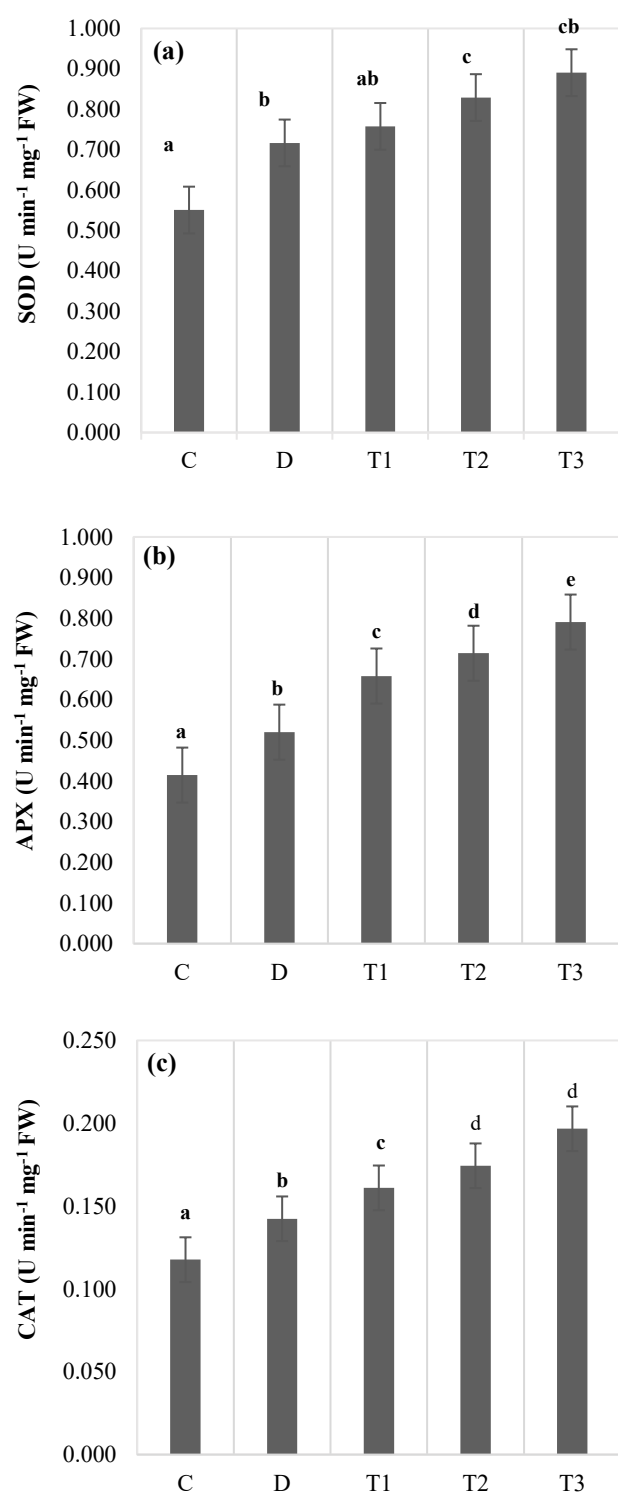 (a)
SOD (U min⁻¹ mg⁻¹ FW)
1.000
0.900
0.800
0.700
0.600
0.500
0.400
0.300
0.200
0.100
0.000
a
b
ab
c
cb
C D T1 T2 T3
(b)
APX (U min⁻¹ mg⁻¹ FW)
1.000
0.900
0.800
0.700
0.600
0.500
0.400
0.300
0.200
0.100
0.000
a
b
c
d
e
C D T1 T2 T3
(c)
CAT (U min⁻¹ mg⁻¹ FW)
0.250
0.200
0.150
0.100
0.050
0.000
a
b
c
d
d
C D T1 T2 T3